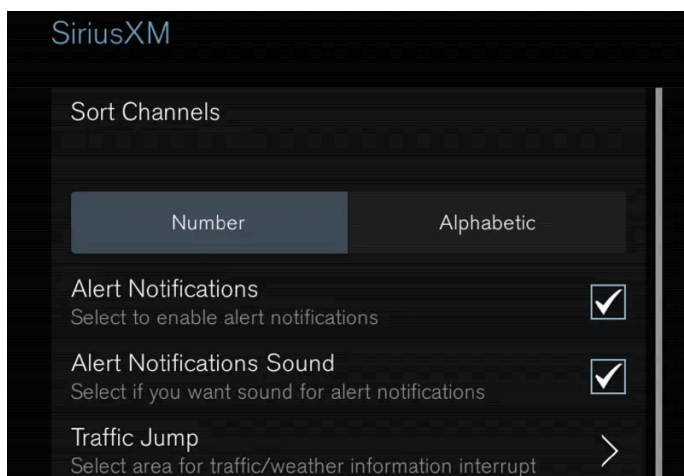 SiriusXM
Sort Channels
Number
Alphabetic
Alert Notifications
Select to enable alert notifications
Alert Notifications Sound
Select if you want sound for alert notifications
Traffic Jump
Select area for traffic/weather information interrupt